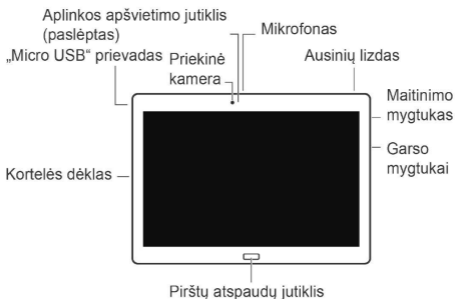 Aplinkos apšvietimo jutiklis
(paslėptas)
Mikrofonas
„Micro USB“ prievadas
Priekinė
kamera
Ausinių lizdas
Maitinimo
mygtukas
Garso
mygtukai
Kortelės dėklas
Pirštų atspaudų jutiklis